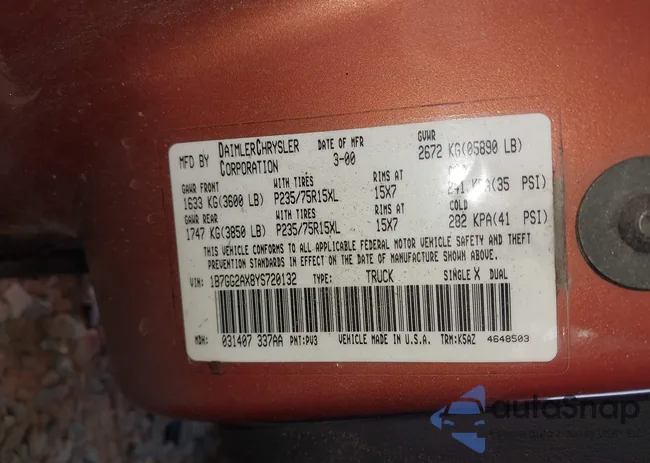 MFD BY DAIMLERCHRYSLER CORPORATION DATE OF MFR 3-00 GVWR 2672 KG(05890 LB)
GAWR FRONT WITH TIRES RIMS AT
1633 KG(3600 LB) P235/75R15XL 15X7 241 KPA(35 PSI)
GAWR REAR WITH TIRES RIMS AT COLD
1747 KG(3850 LB) P235/75R15XL 15X7 282 KPA(41 PSI)
THIS VEHICLE CONFORMS TO ALL APPLICABLE FEDERAL MOTOR VEHICLE SAFETY AND THEFT
PREVENTION STANDARDS IN EFFECT ON THE DATE OF MANUFACTURE SHOWN ABOVE.
VIN: 1B7GG2AX8YS720132 TYPE: TRUCK SINGLE X DUAL
MDH: 031407 337AA PNT:PV3 VEHICLE MADE IN U.S.A. TRM:K5AZ 4648503
autoSnap